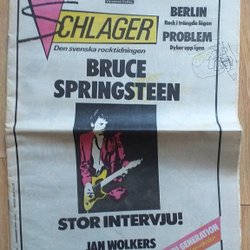 SCHLAGER
Den svenska rocktidningen
BERLIN
Rock i trängda lägen
PROBLEM
Dyker upp igen
BRUCE
SPRINGSTEEN
STOR INTERVJU!
JAN WOLKERS
GENERATION